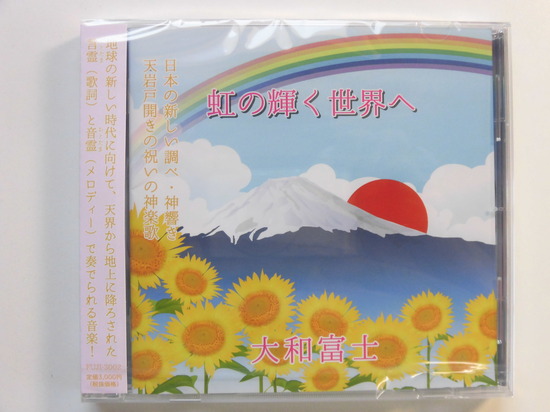 虹の輝く世界へ
日本の新しい調べ・神響き
天岩戸開きの祝いの神楽歌
大和富士
地球の新しい時代に向けて、天界から地上に降ろされた
音霊(歌詞)と音霊(メロディー)で奏でられる音楽!